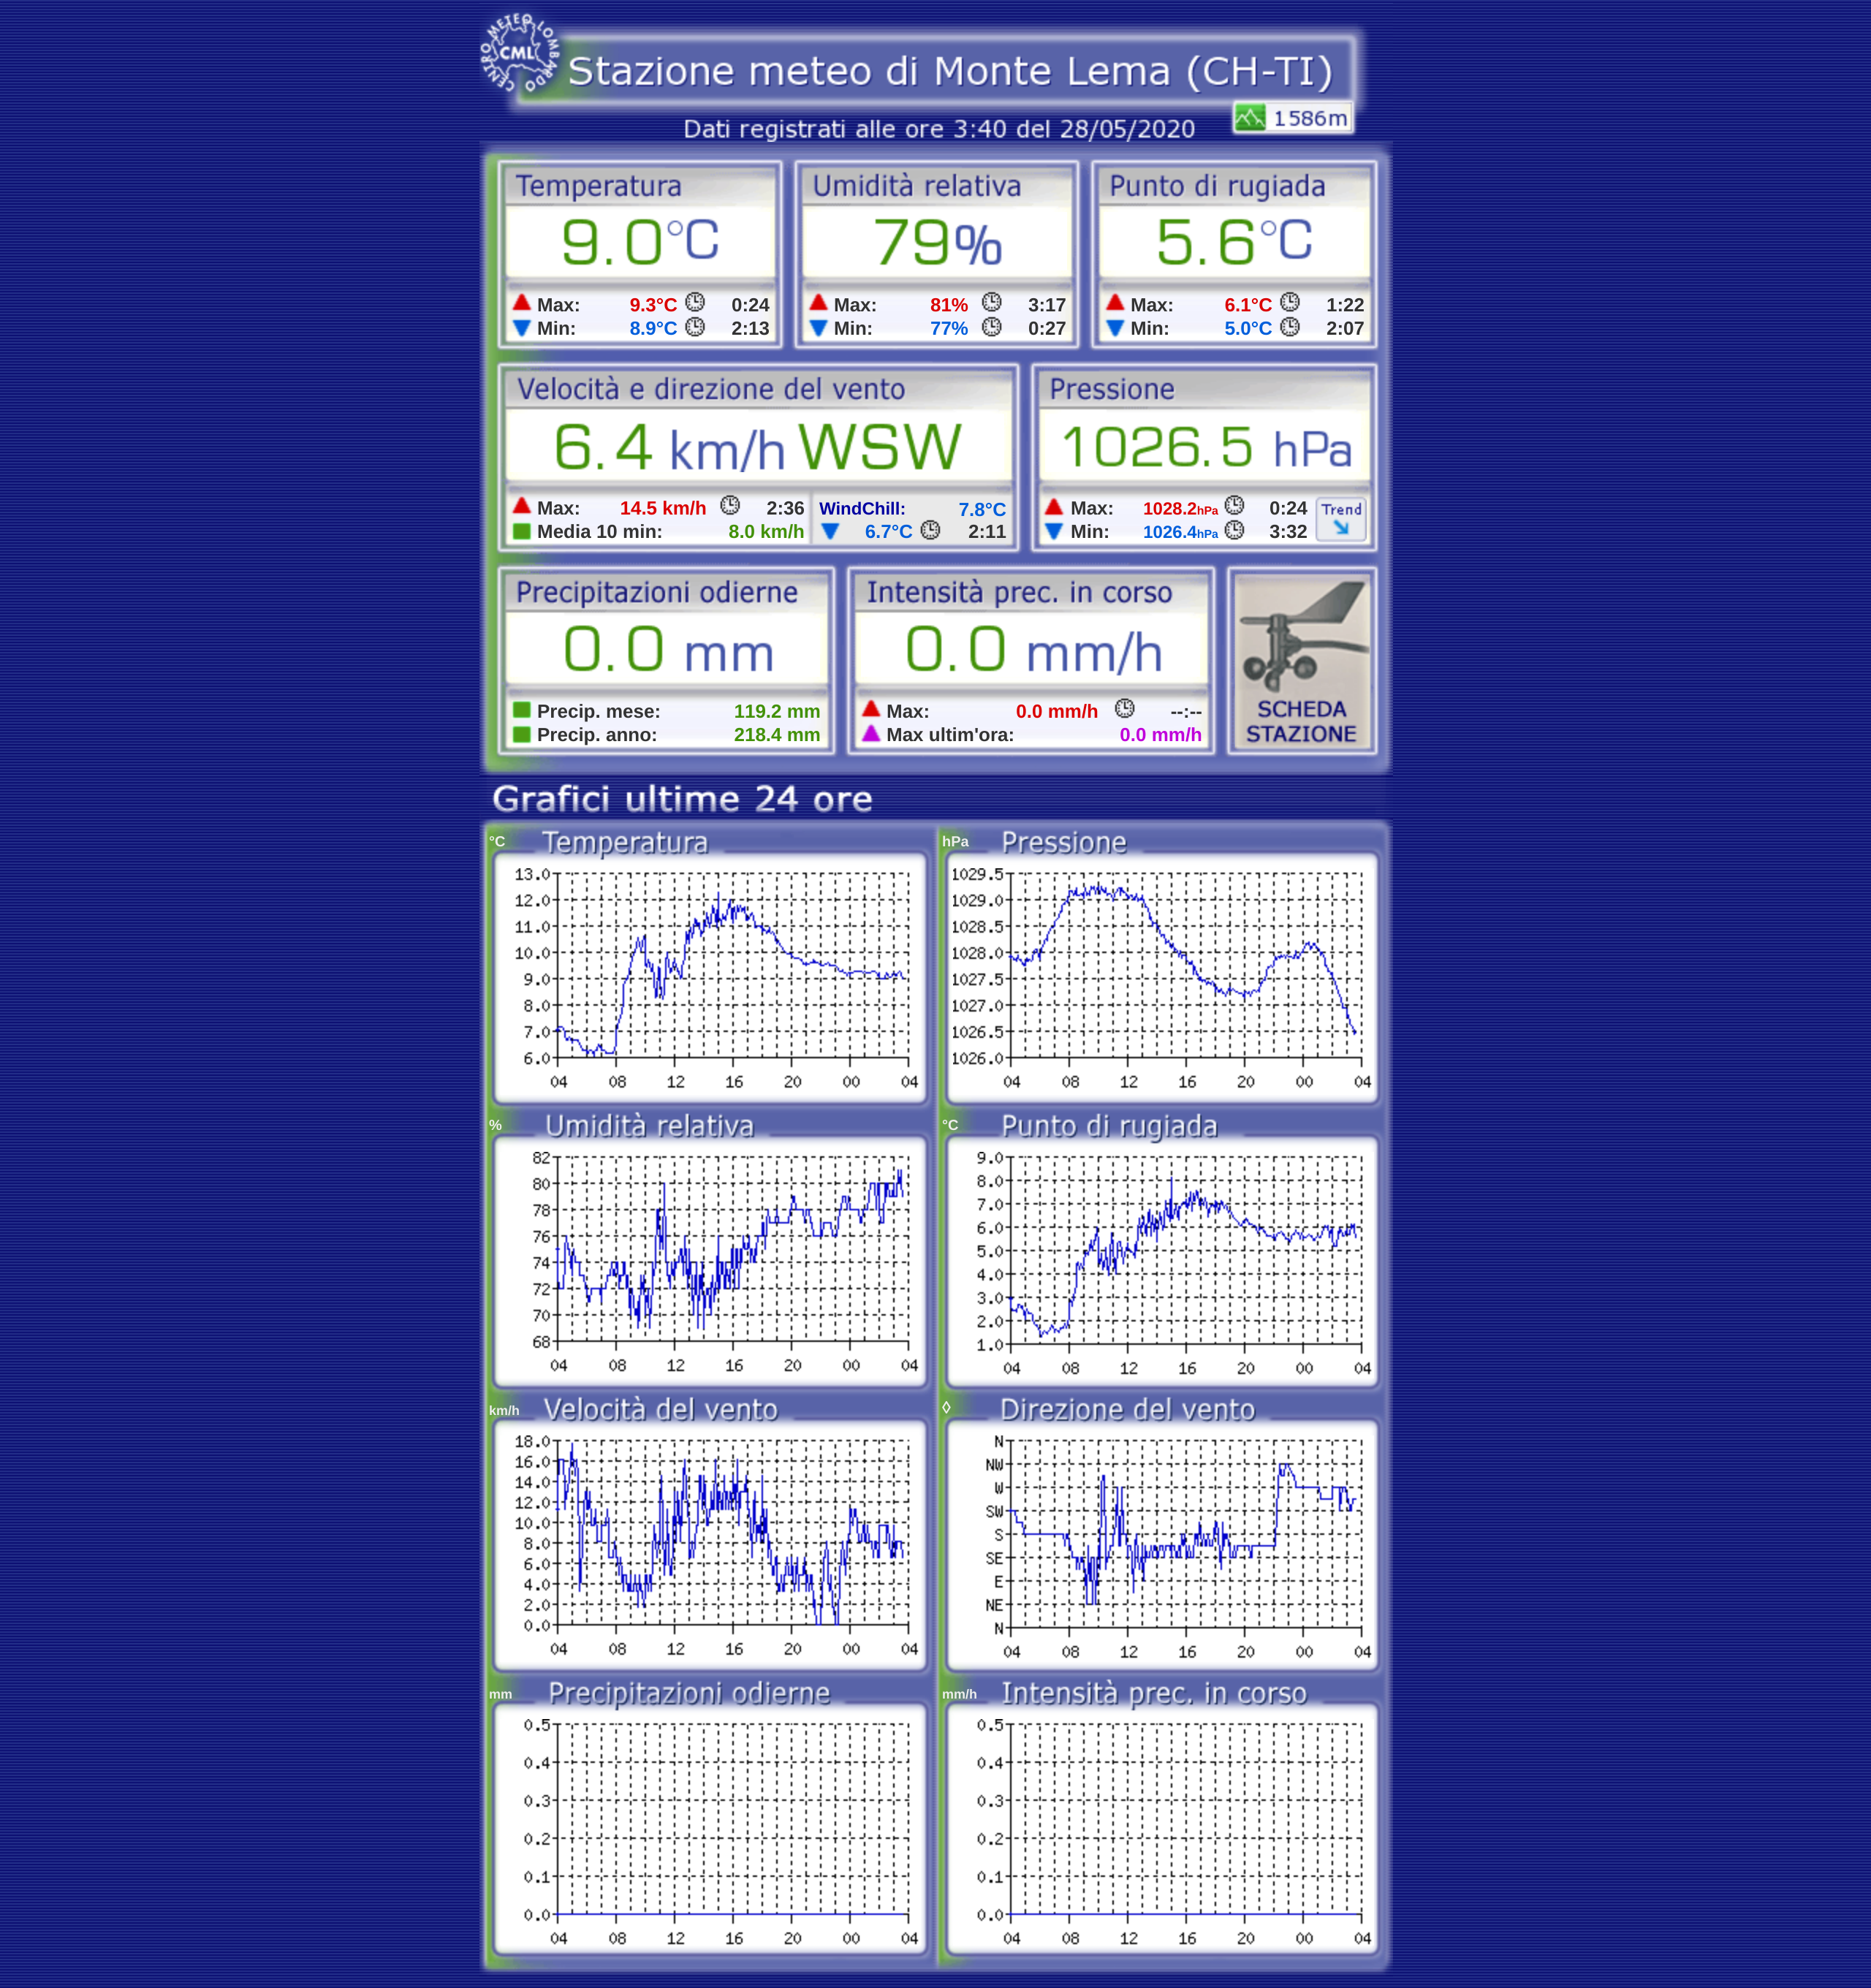 CENTRO METEO LOMBARDO
CML
Stazione meteo di Monte Lema (CH-TI)
1586m
Dati registrati alle ore 3:40 del 28/05/2020
Temperatura
9.0°C
Max: 9.3°C 0:24
Min: 8.9°C 2:13
Umidità relativa
79%
Max: 81% 3:17
Min: 77% 0:27
Punto di rugiada
5.6°C
Max: 6.1°C 1:22
Min: 5.0°C 2:07
Velocità e direzione del vento
6.4 km/h WSW
Max: 14.5 km/h 2:36
Media 10 min: 8.0 km/h
WindChill: 7.8°C
6.7°C 2:11
Pressione
1026.5 hPa
Max: 1028.2hPa 0:24
Min: 1026.4hPa 3:32
Trend
Precipitazioni odierne
0.0 mm
Precip. mese: 119.2 mm
Precip. anno: 218.4 mm
Intensità prec. in corso
0.0 mm/h
Max: 0.0 mm/h --:--
Max ultim'ora: 0.0 mm/h
SCHEDA
STAZIONE
Grafici ultime 24 ore
°C Temperatura
13.0
12.0
11.0
10.0
9.0
8.0
7.0
6.0
04 08 12 16 20 00 04
hPa Pressione
1029.5
1029.0
1028.5
1028.0
1027.5
1027.0
1026.5
1026.0
04 08 12 16 20 00 04
% Umidità relativa
82
80
78
76
74
72
70
68
04 08 12 16 20 00 04
°C Punto di rugiada
9.0
8.0
7.0
6.0
5.0
4.0
3.0
2.0
1.0
04 08 12 16 20 00 04
km/h Velocità del vento
18.0
16.0
14.0
12.0
10.0
8.0
6.0
4.0
2.0
0.0
04 08 12 16 20 00 04
◊ Direzione del vento
N
NW
W
SW
S
SE
E
NE
N
04 08 12 16 20 00 04
mm Precipitazioni odierne
0.5
0.4
0.3
0.2
0.1
0.0
04 08 12 16 20 00 04
mm/h Intensità prec. in corso
0.5
0.4
0.3
0.2
0.1
0.0
04 08 12 16 20 00 04